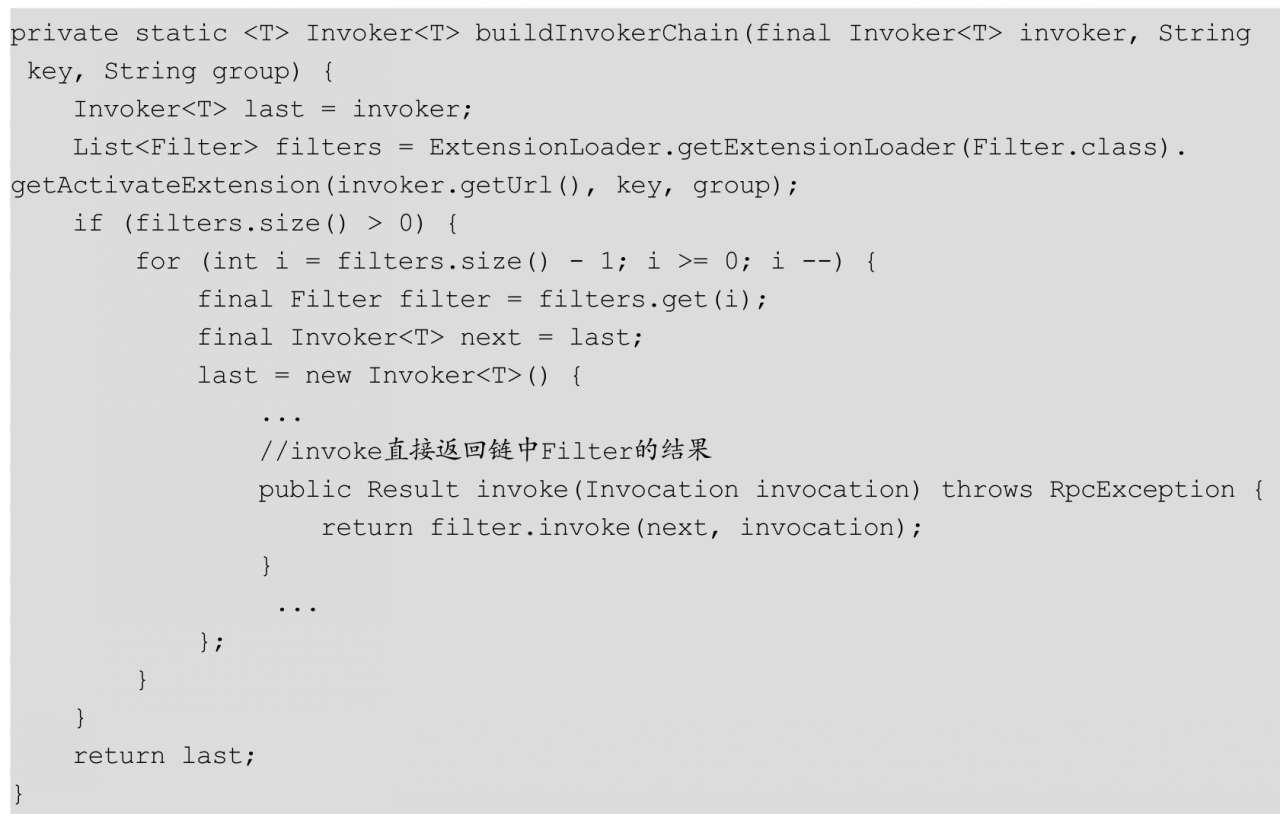 private static <T> Invoker<T> buildInvokerChain(final Invoker<T> invoker, String
 key, String group) {
    Invoker<T> last = invoker;
    List<Filter> filters = ExtensionLoader.getExtensionLoader(Filter.class).
getActivateExtension(invoker.getUrl(), key, group);
    if (filters.size() > 0) {
        for (int i = filters.size() - 1; i >= 0; i --) {
            final Filter filter = filters.get(i);
            final Invoker<T> next = last;
            last = new Invoker<T>() {
                ...
                //invoke直接返回链中Filter的结果
                public Result invoke(Invocation invocation) throws RpcException {
                    return filter.invoke(next, invocation);
                }
                 ...
            };
        }
    }
    return last;
}